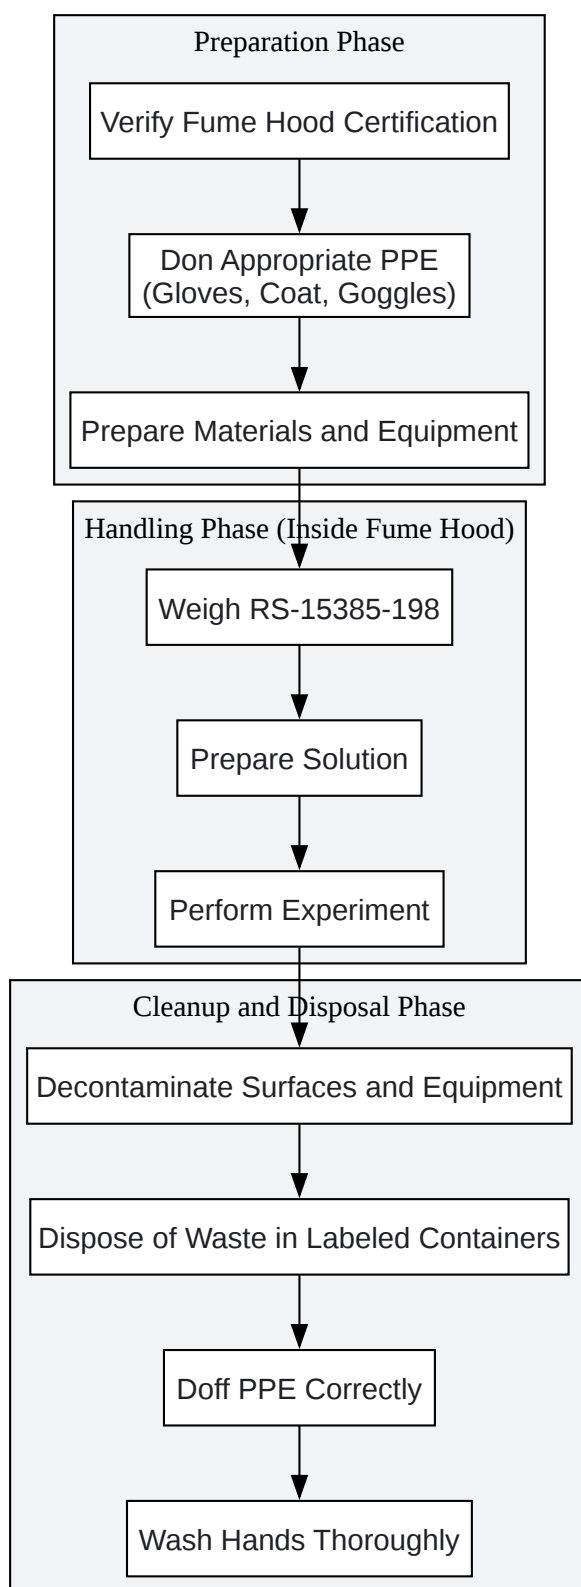 Preparation Phase
Verify Fume Hood Certification
Don Appropriate PPE
(Gloves, Coat, Goggles)
Prepare Materials and Equipment
Handling Phase (Inside Fume Hood)
Weigh RS-15385-198
Prepare Solution
Perform Experiment
Cleanup and Disposal Phase
Decontaminate Surfaces and Equipment
Dispose of Waste in Labeled Containers
Doff PPE Correctly
Wash Hands Thoroughly